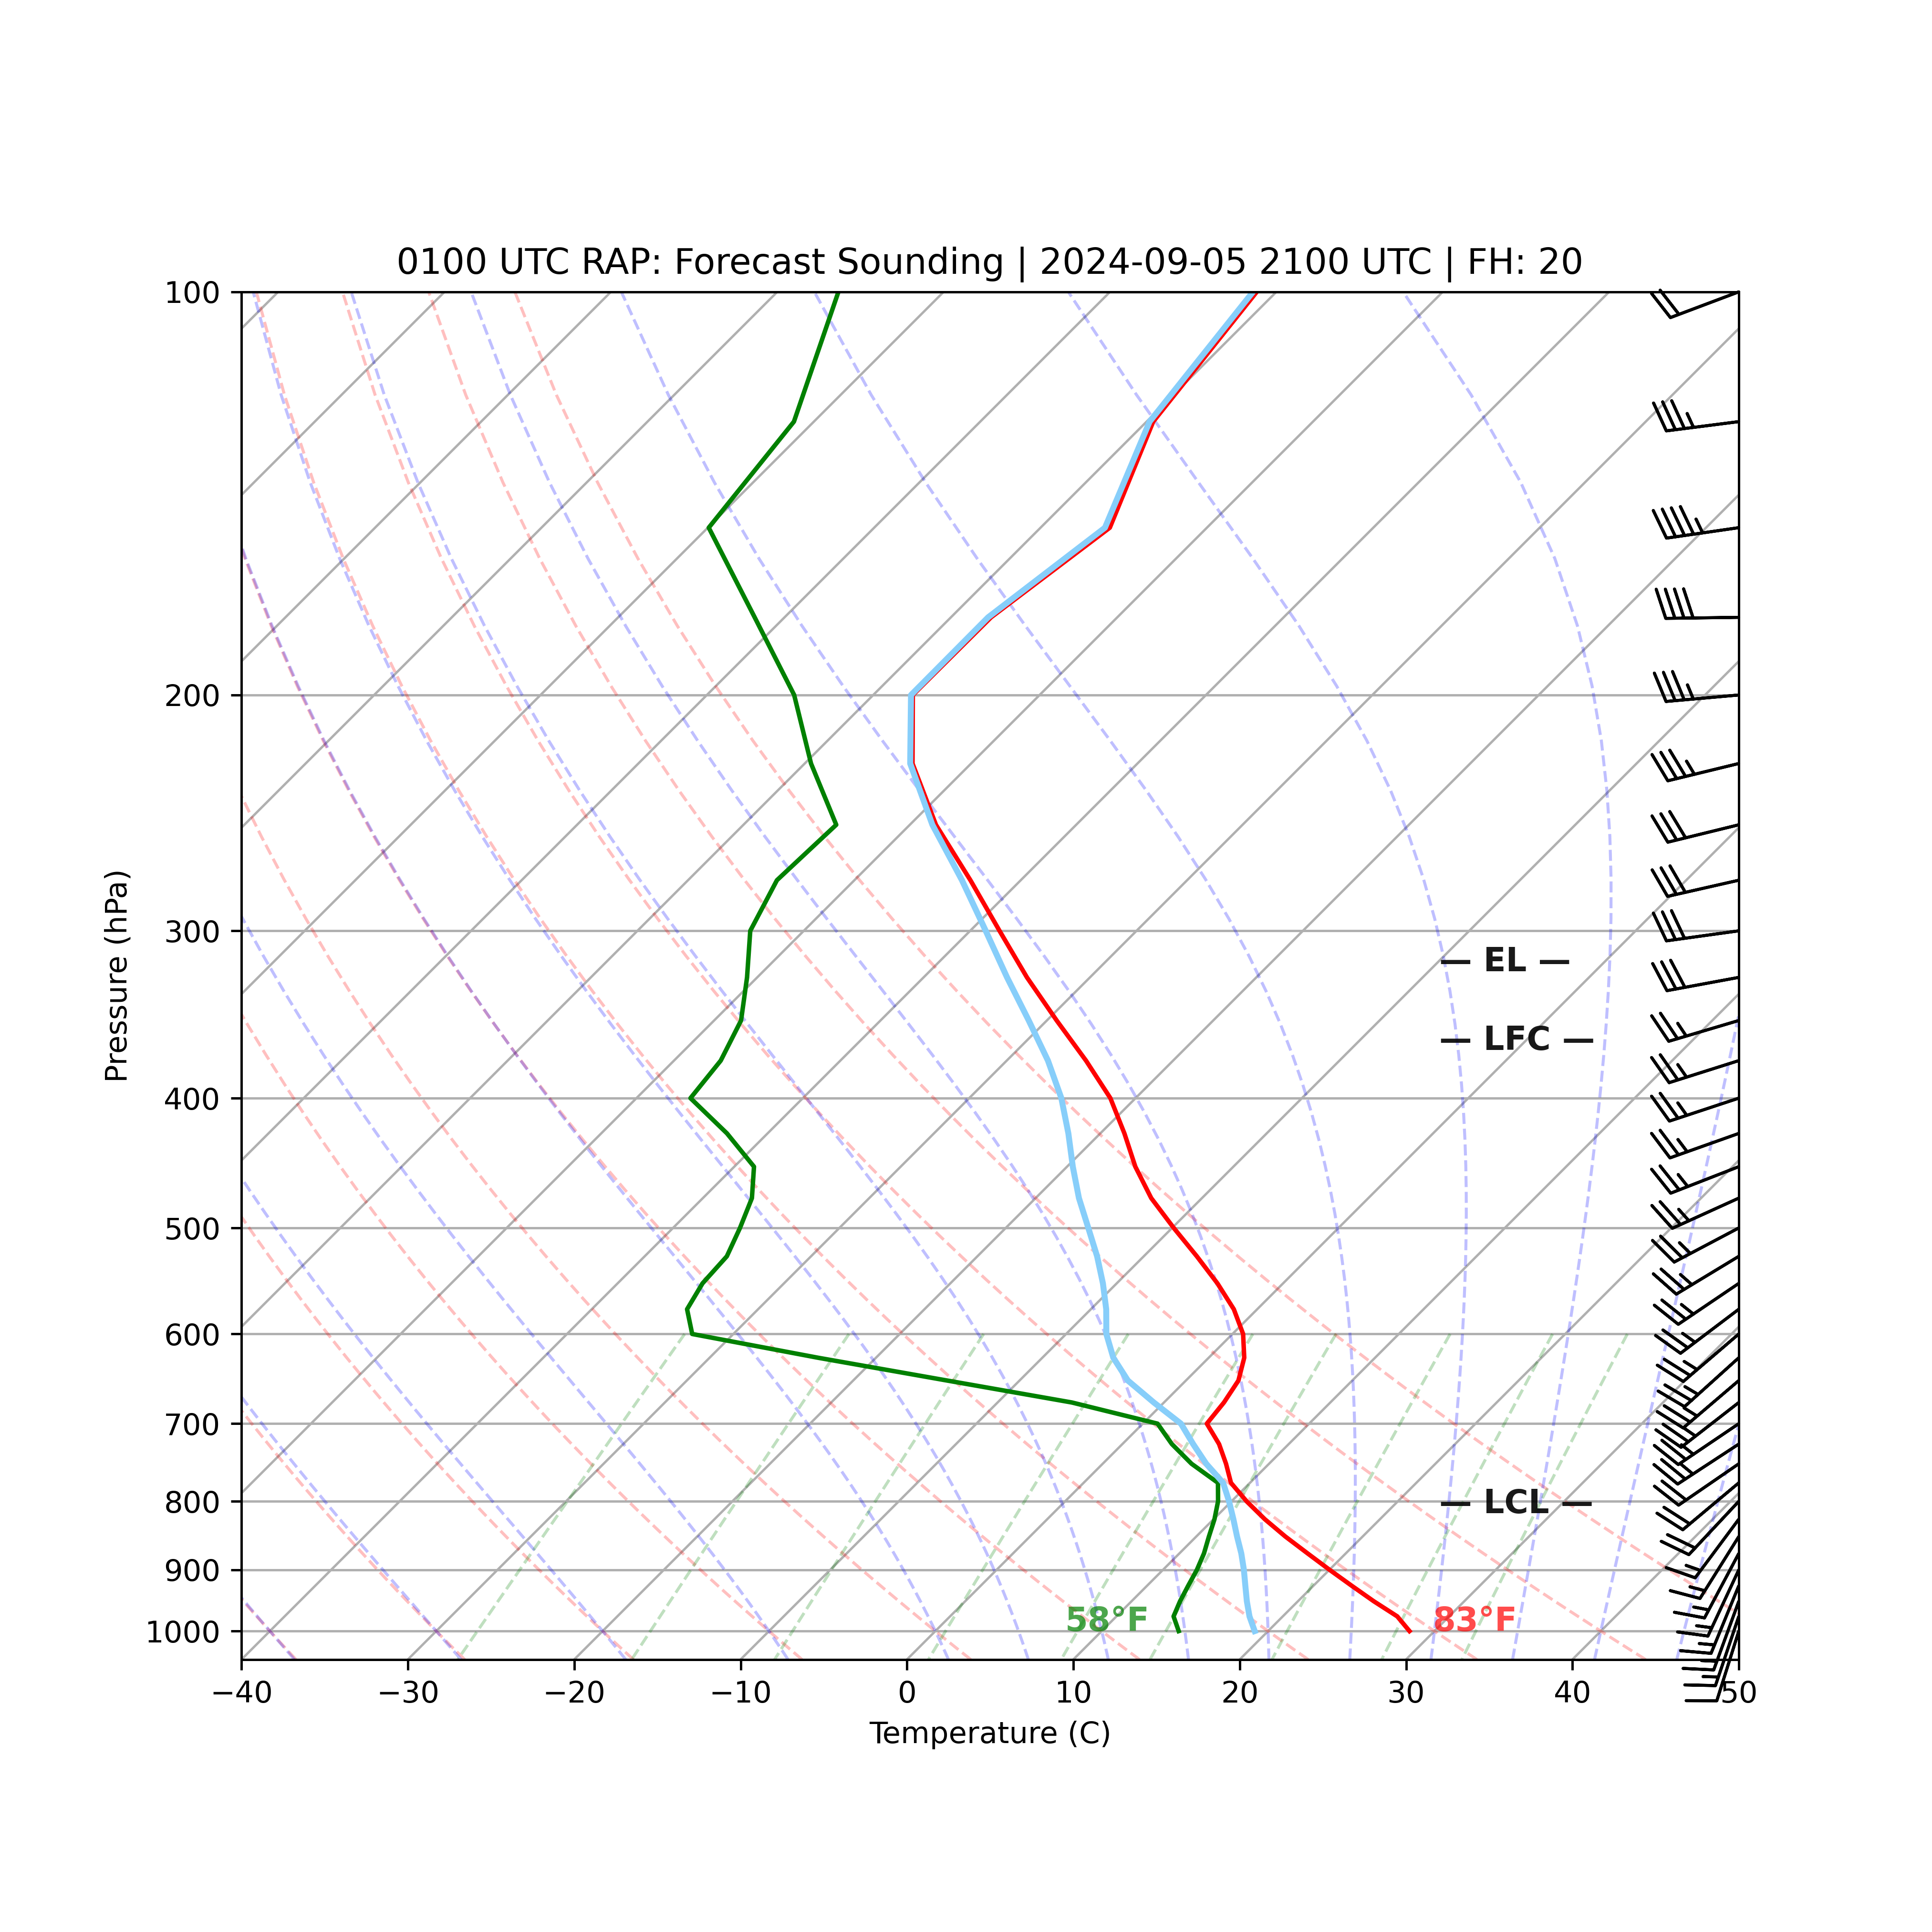 0100 UTC RAP: Forecast Sounding | 2024-09-05 2100 UTC | FH: 20
100
200
300
— EL —
— LFC —
400
500
600
700
800
— LCL —
900
58°F
83°F
1000
−40
−30
−20
−10
0
10
20
30
40
50
Temperature (C)
Pressure (hPa)